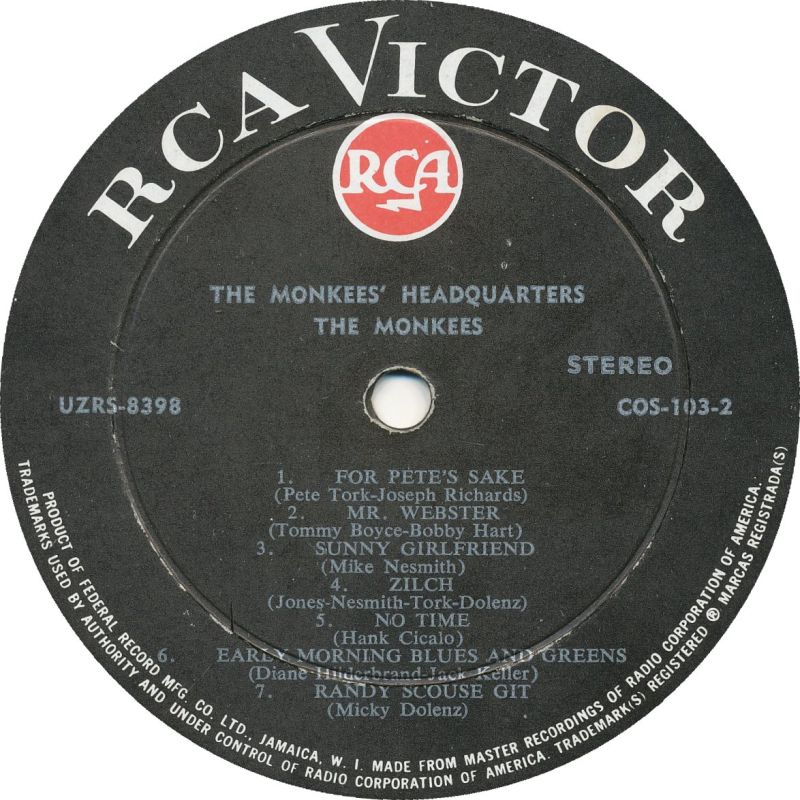 RCA VICTOR
RCA
THE MONKEES' HEADQUARTERS
THE MONKEES
STEREO
UZRS-8398
COS-103-2
1. FOR PETE'S SAKE
(Pete Tork-Joseph Richards)
2. MR. WEBSTER
(Tommy Boyce-Bobby Hart)
3. SUNNY GIRLFRIEND
(Mike Nesmith)
4. ZILCH
(Jones-Nesmith-Tork-Dolenz)
5. NO TIME
(Hank Cicalo)
6. EARLY MORNING BLUES AND GREENS
(Diane Hilderbrand-Jack Keller)
7. RANDY SCOUSE GIT
(Micky Dolenz)
PRODUCT OF FEDERAL RECORD MFG. CO. LTD., JAMAICA, W. I. MADE FROM MASTER RECORDINGS OF RADIO CORPORATION OF AMERICA.
TRADEMARKS USED BY AUTHORITY AND UNDER CONTROL OF RADIO CORPORATION OF AMERICA. TRADEMARK(S) REGISTERED ® MARCAS REGISTRADA(S)